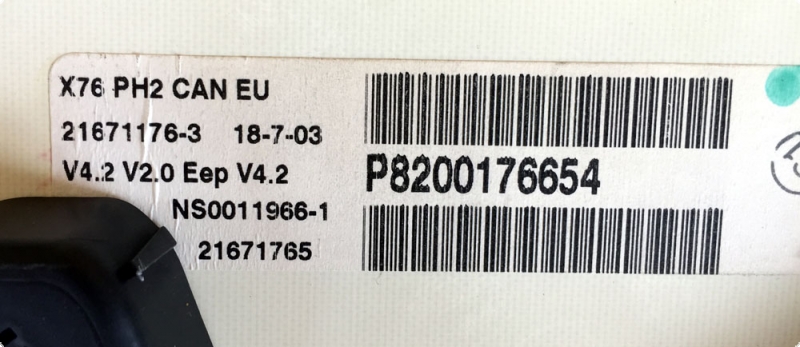 X76 PH2 CAN EU
21671176-3 18-7-03
V4.2 V2.0 Eep V4.2
NS0011966-1
21671765
P8200176654